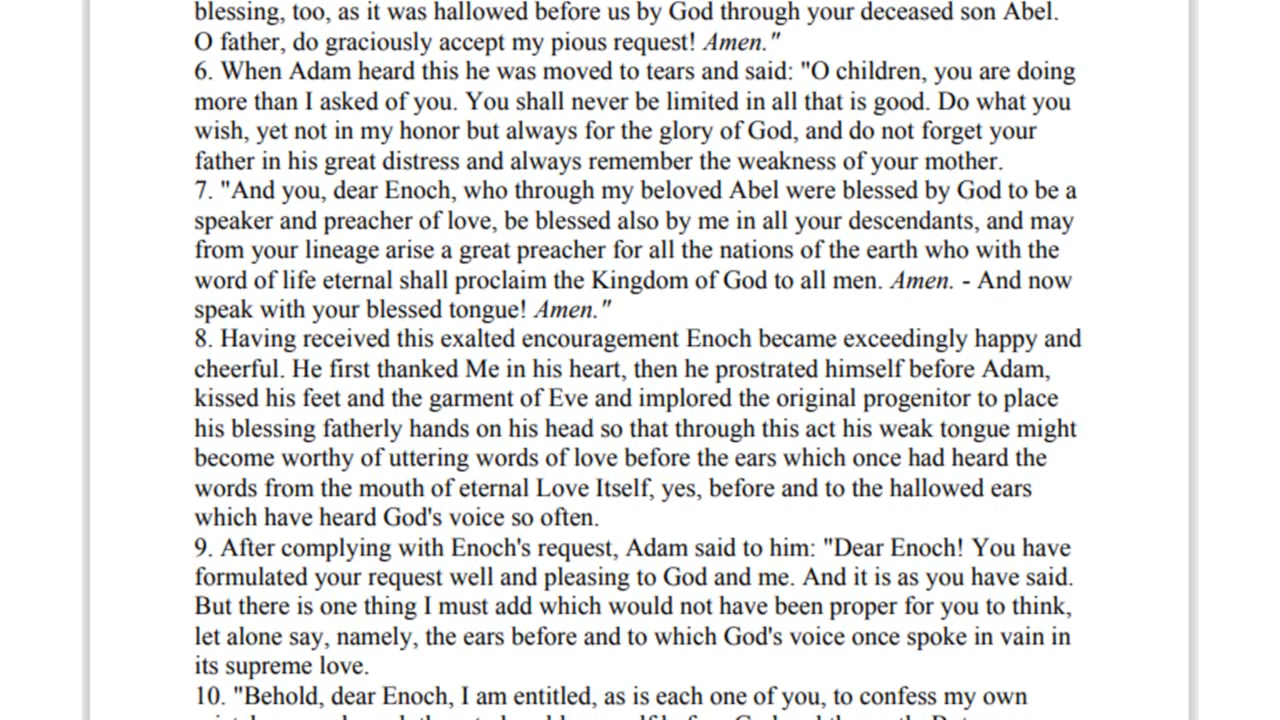 blessing, too, as it was hallowed before us by God through your deceased son Abel.
O father, do graciously accept my pious request! Amen."
6. When Adam heard this he was moved to tears and said: "O children, you are doing
more than I asked of you. You shall never be limited in all that is good. Do what you
wish, yet not in my honor but always for the glory of God, and do not forget your
father in his great distress and always remember the weakness of your mother.
7. "And you, dear Enoch, who through my beloved Abel were blessed by God to be a
speaker and preacher of love, be blessed also by me in all your descendants, and may
from your lineage arise a great preacher for all the nations of the earth who with the
word of life eternal shall proclaim the Kingdom of God to all men. Amen. - And now
speak with your blessed tongue! Amen."
8. Having received this exalted encouragement Enoch became exceedingly happy and
cheerful. He first thanked Me in his heart, then he prostrated himself before Adam,
kissed his feet and the garment of Eve and implored the original progenitor to place
his blessing fatherly hands on his head so that through this act his weak tongue might
become worthy of uttering words of love before the ears which once had heard the
words from the mouth of eternal Love Itself, yes, before and to the hallowed ears
which have heard God's voice so often.
9. After complying with Enoch's request, Adam said to him: "Dear Enoch! You have
formulated your request well and pleasing to God and me. And it is as you have said.
But there is one thing I must add which would not have been proper for you to think,
let alone say, namely, the ears before and to which God's voice once spoke in vain in
its supreme love.
10. "Behold, dear Enoch, I am entitled, as is each one of you, to confess my own